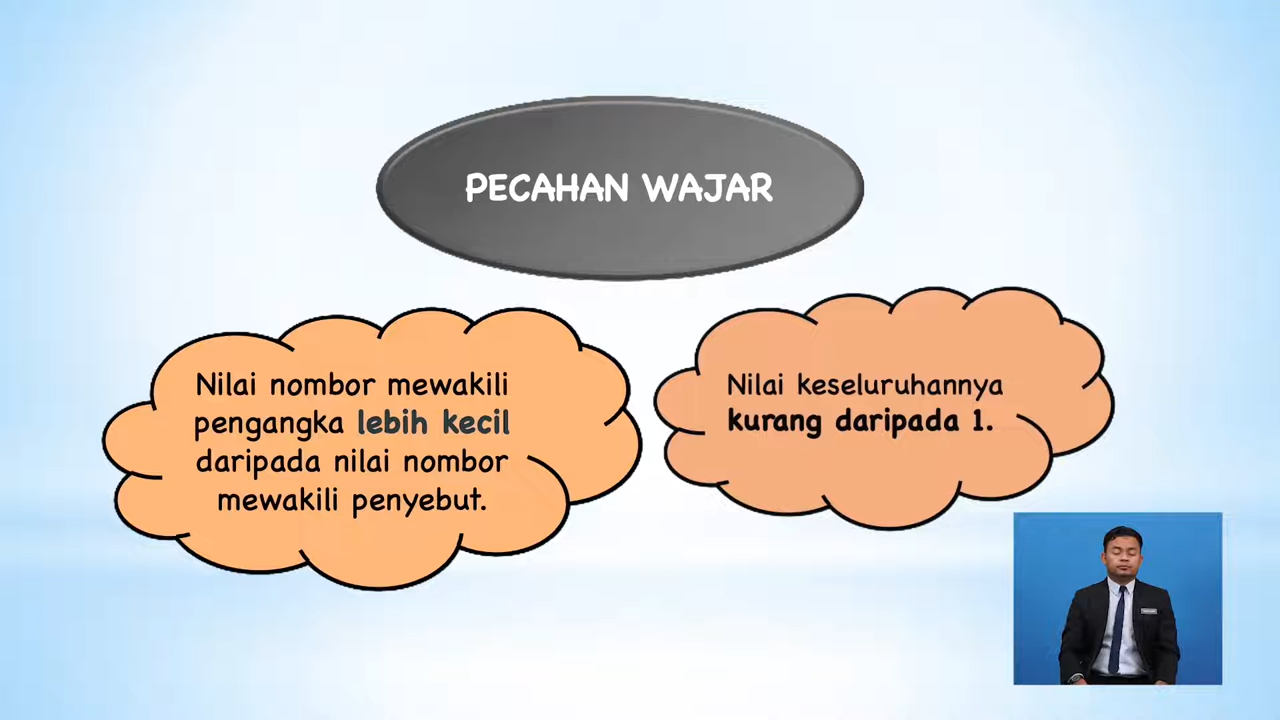 PECAHAN WAJAR
Nilai nombor mewakili
pengangka lebih kecil
daripada nilai nombor
mewakili penyebut.
Nilai keseluruhannya
kurang daripada 1.